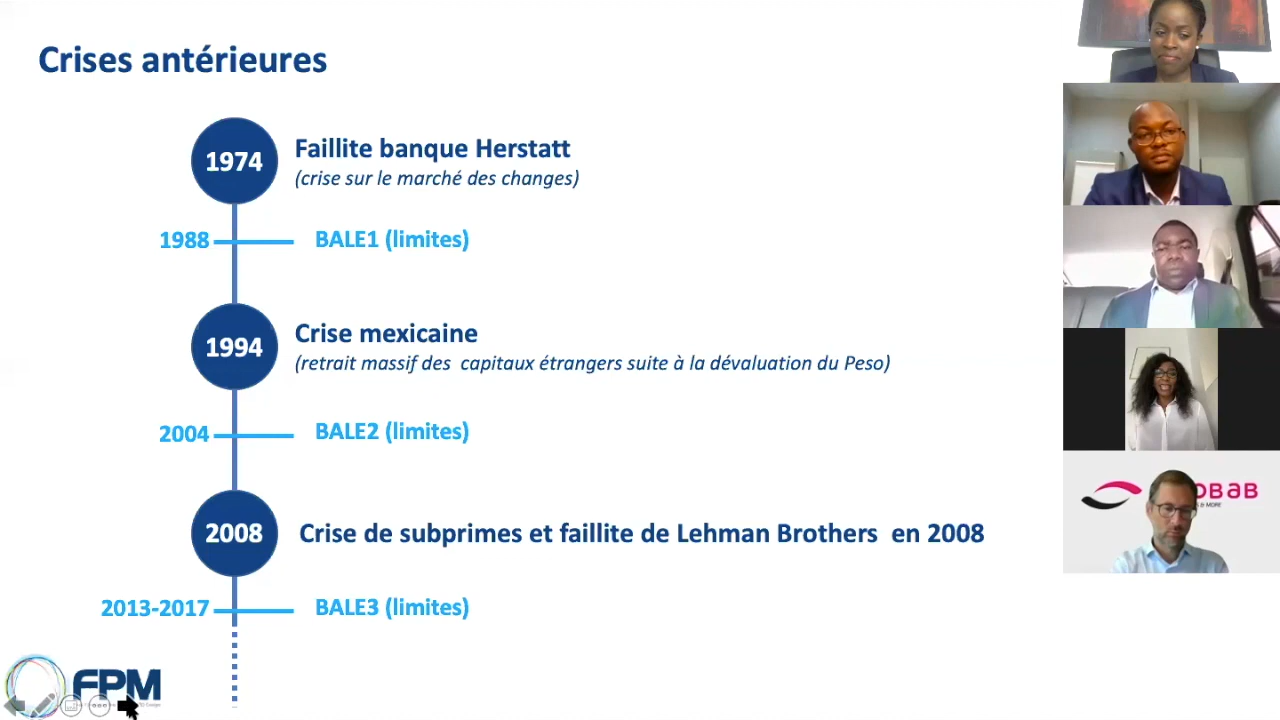 Crises antérieures
1974
Faillite banque Herstatt
(crise sur le marché des changes)
1988
BALE1 (limites)
1994
Crise mexicaine
(retrait massif des capitaux étrangers suite à la dévaluation du Peso)
2004
BALE2 (limites)
2008
Crise de subprimes et faillite de Lehman Brothers en 2008
2013-2017
BALE3 (limites)
FPM
OBAB
& MORE